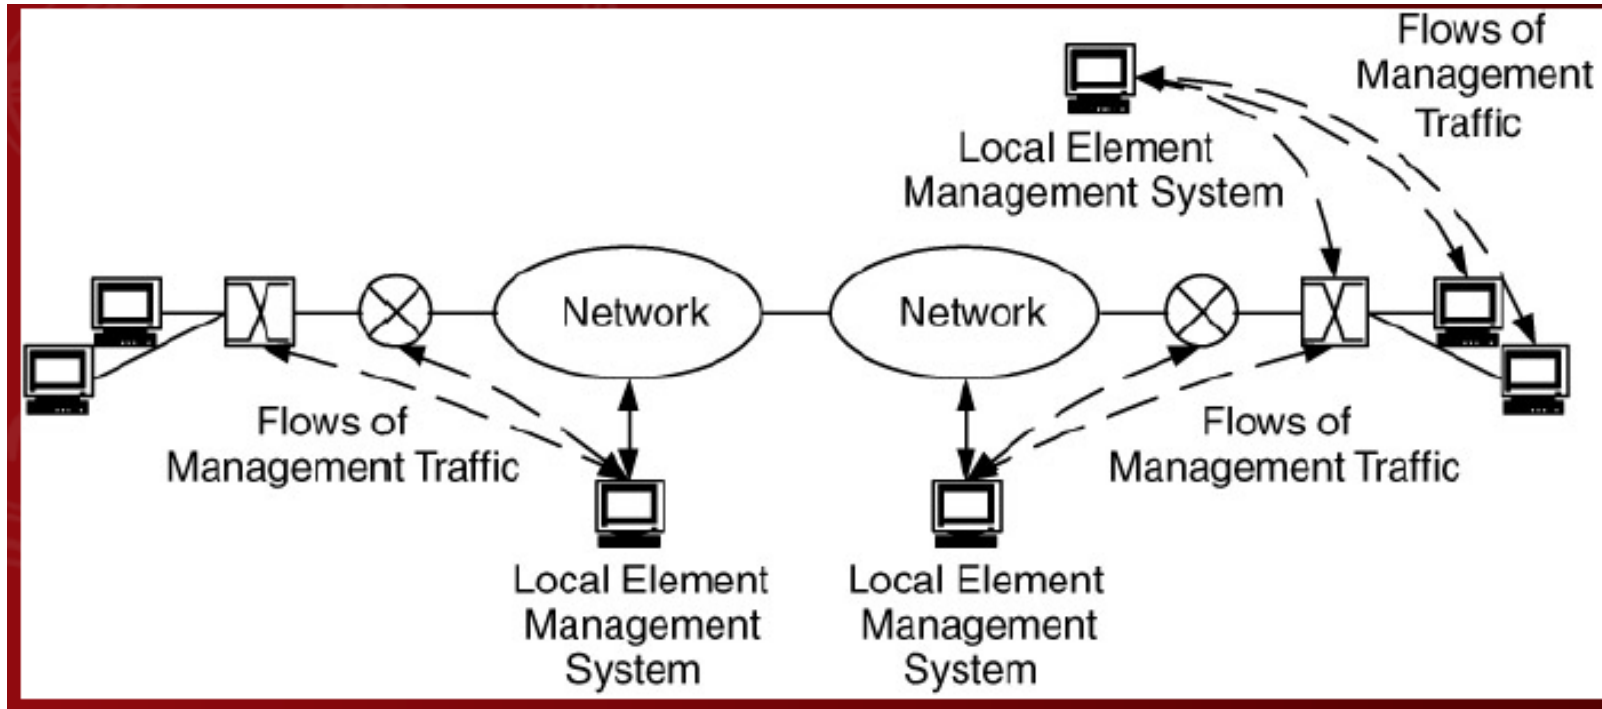 Flows of
Management
Traffic
Local Element
Management System
Network
Network
Flows of
Management Traffic
Flows of
Management Traffic
Local Element
Management
System
Local Element
Management
System